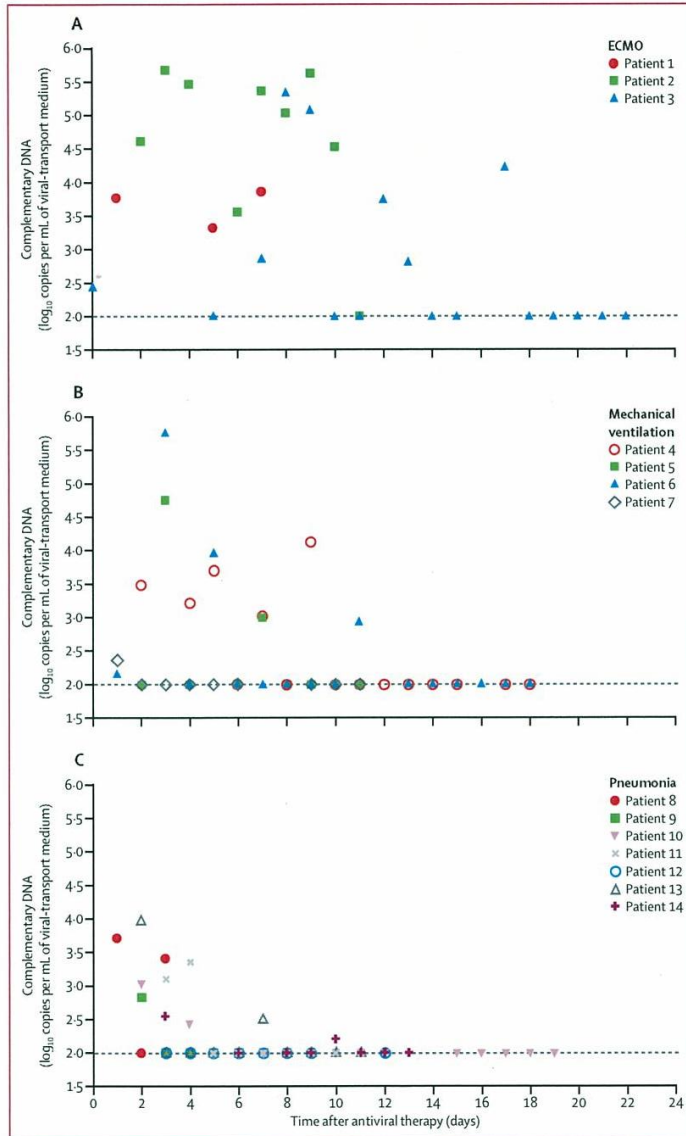 A
ECMO
Patient 1
Patient 2
Patient 3
Complementary DNA
(log10 copies per mL of viral-transport medium)
6·0
5·5
5·0
4·5
4·0
3·5
3·0
2·5
2·0
1·5
B
Mechanical
ventilation
Patient 4
Patient 5
Patient 6
Patient 7
Complementary DNA
(log10 copies per mL of viral-transport medium)
6·0
5·5
5·0
4·5
4·0
3·5
3·0
2·5
2·0
1·5
C
Pneumonia
Patient 8
Patient 9
Patient 10
Patient 11
Patient 12
Patient 13
Patient 14
Complementary DNA
(log10 copies per mL of viral-transport medium)
6·0
5·5
5·0
4·5
4·0
3·5
3·0
2·5
2·0
1·5
0 2 4 6 8 10 12 14 16 18 20 22 24
Time after antiviral therapy (days)